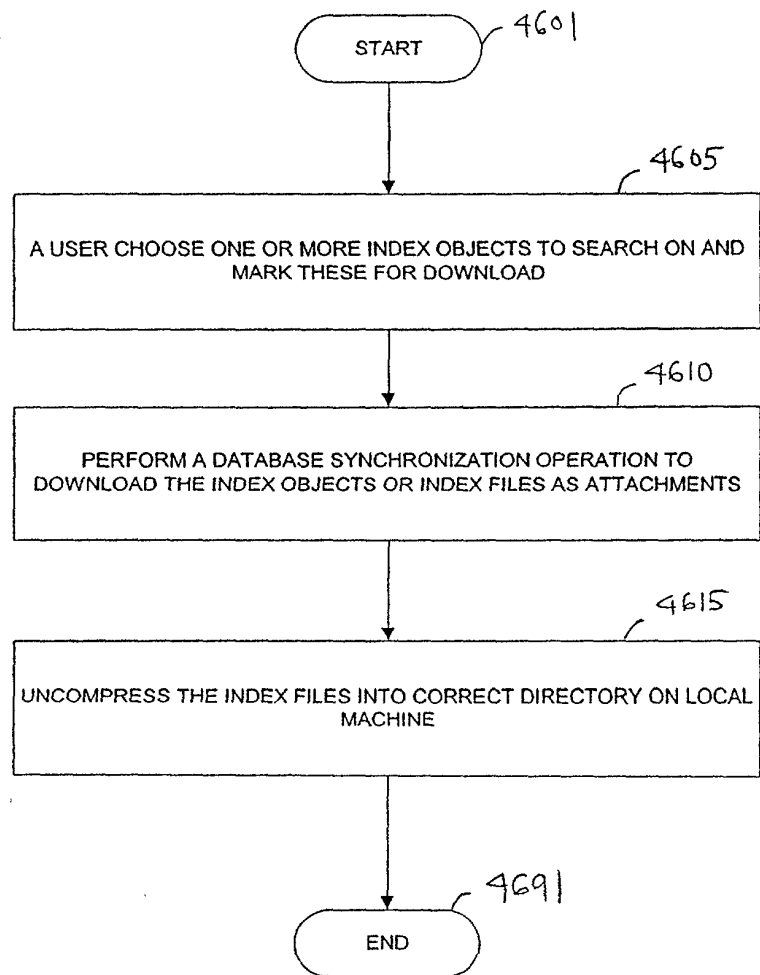 START
4601
4605
A USER CHOOSE ONE OR MORE INDEX OBJECTS TO SEARCH ON AND
MARK THESE FOR DOWNLOAD
4610
PERFORM A DATABASE SYNCHRONIZATION OPERATION TO
DOWNLOAD THE INDEX OBJECTS OR INDEX FILES AS ATTACHMENTS
4615
UNCOMPRESS THE INDEX FILES INTO CORRECT DIRECTORY ON LOCAL
MACHINE
4691
END